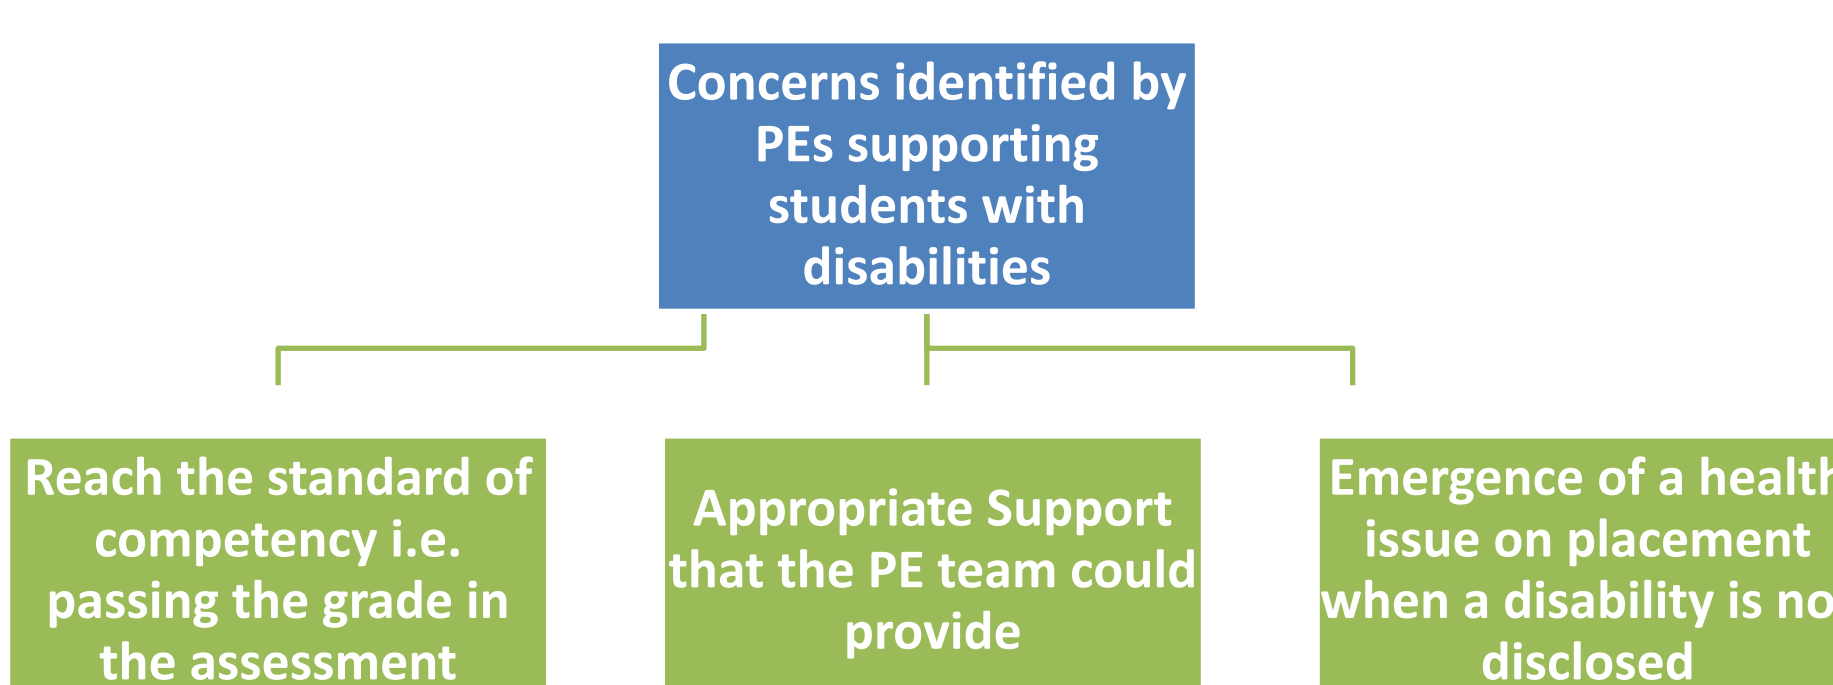 Concerns identified by
PEs supporting
students with
disabilities
Reach the standard of
competency i.e.
passing the grade in
the assessment
Appropriate Support
that the PE team could
provide
Emergence of a health
issue on placement
when a disability is not
disclosed